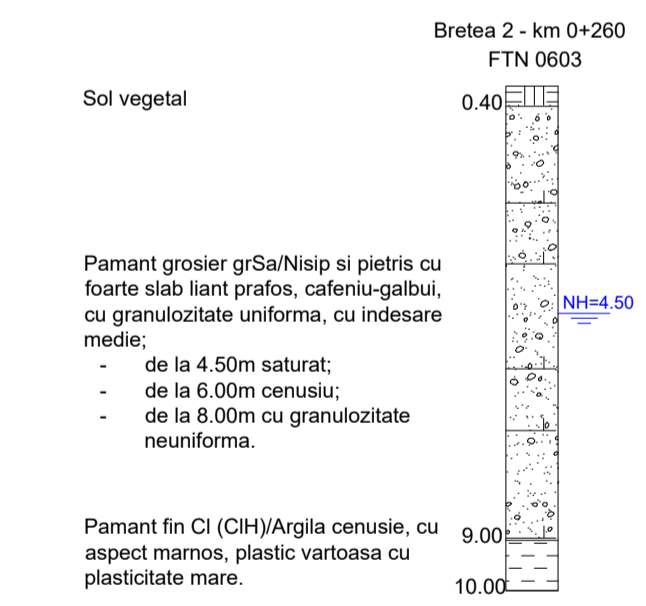 Bretea 2 - km 0+260
FTN 0603
Sol vegetal
0.40
Pamant grosier grSa/Nisip si pietris cu
foarte slab liant prafos, cafeniu-galbui,
cu granulozitate uniforma, cu indesare
medie;
- de la 4.50m saturat;
- de la 6.00m cenusiu;
- de la 8.00m cu granulozitate
neuniforma.
NH=4.50
Pamant fin Cl (ClH)/Argila cenusie, cu
aspect marnos, plastic vartoasa cu
plasticitate mare.
9.00
10.00